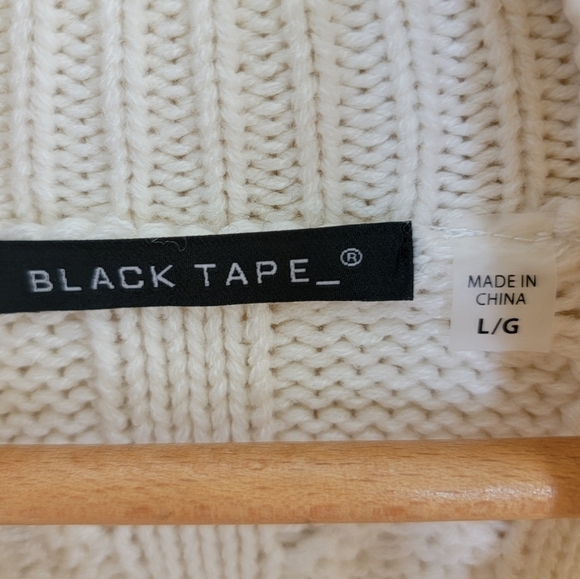 BLACK TAPE_®
MADE IN
CHINA
L/G